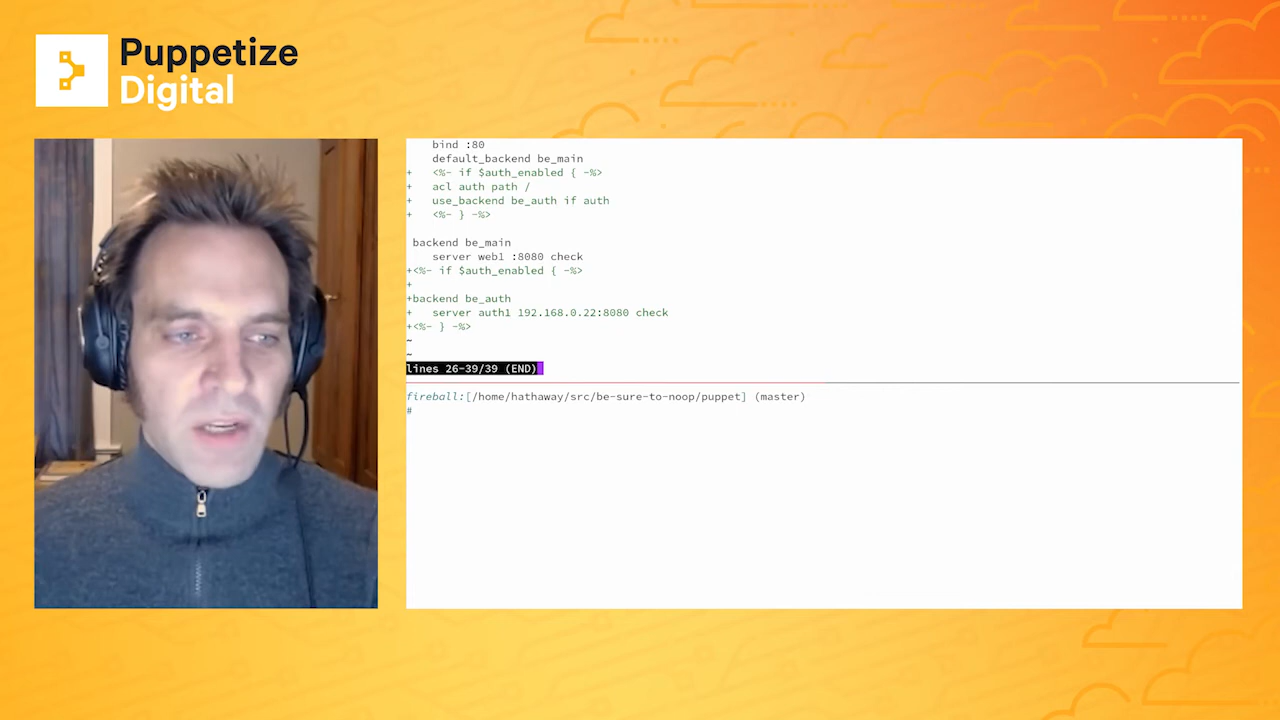 Puppetize
Digital
bind :80
default_backend be_main
+ <%- if $auth_enabled { -%>
+ acl auth path /
+ use_backend be_auth if auth
+ <%- } -%>
backend be_main
server web1 :8080 check
+<%- if $auth_enabled { -%>
+
+backend be_auth
+ server auth1 192.168.0.22:8080 check
+<%- } -%>
~
~
lines 26-39/39 (END)
fireball:[/home/hathaway/src/be-sure-to-noop/puppet] (master)
#